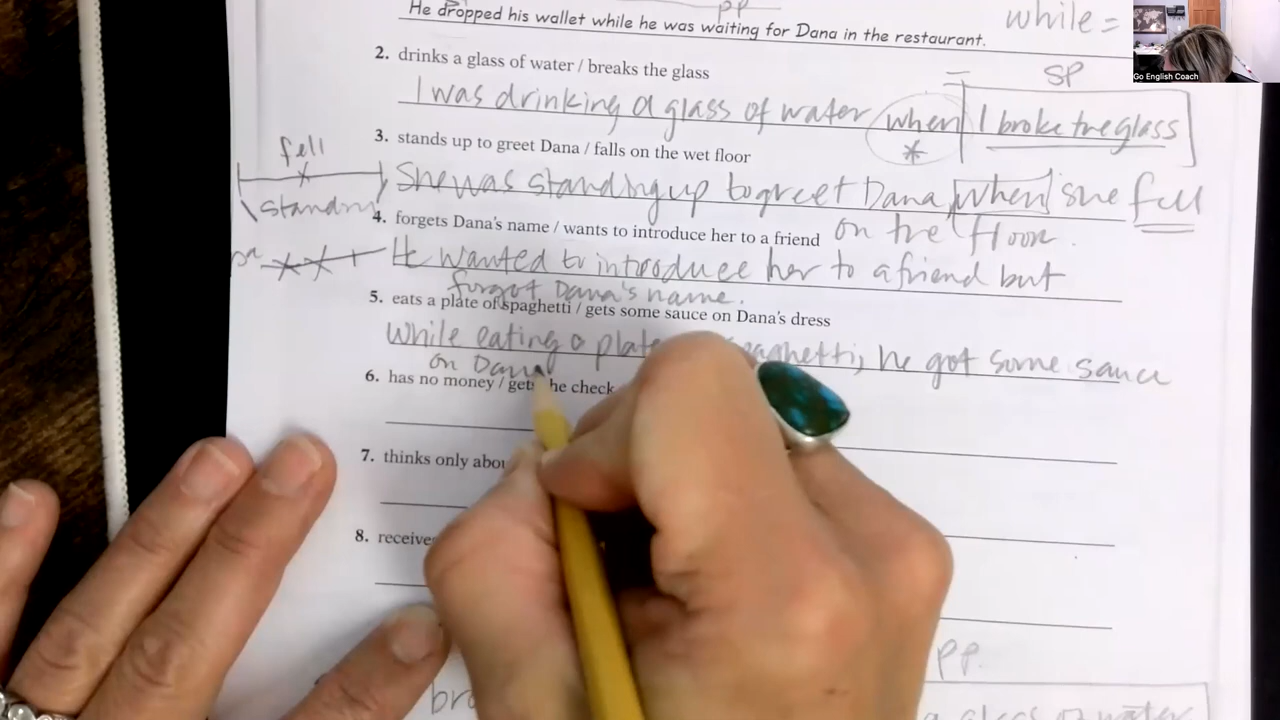 pp
He dropped his wallet while he was waiting for Dana in the restaurant.
while =
Go English Coach
2. drinks a glass of water / breaks the glass
SP
I was drinking a glass of water when I broke the glass
3. stands up to greet Dana / falls on the wet floor
fell
She was standing up to greet Dana, when she fell
standing
4. forgets Dana's name / wants to introduce her to a friend
on the floor.
He wanted to introduce her to a friend but
forgot Dana's name.
5. eats a plate of spaghetti / gets some sauce on Dana's dress
While eating a plate spaghetti, he got some sauce
on Dana
6. has no money / gets the check
7. thinks only
8.
pp.
a glass of water